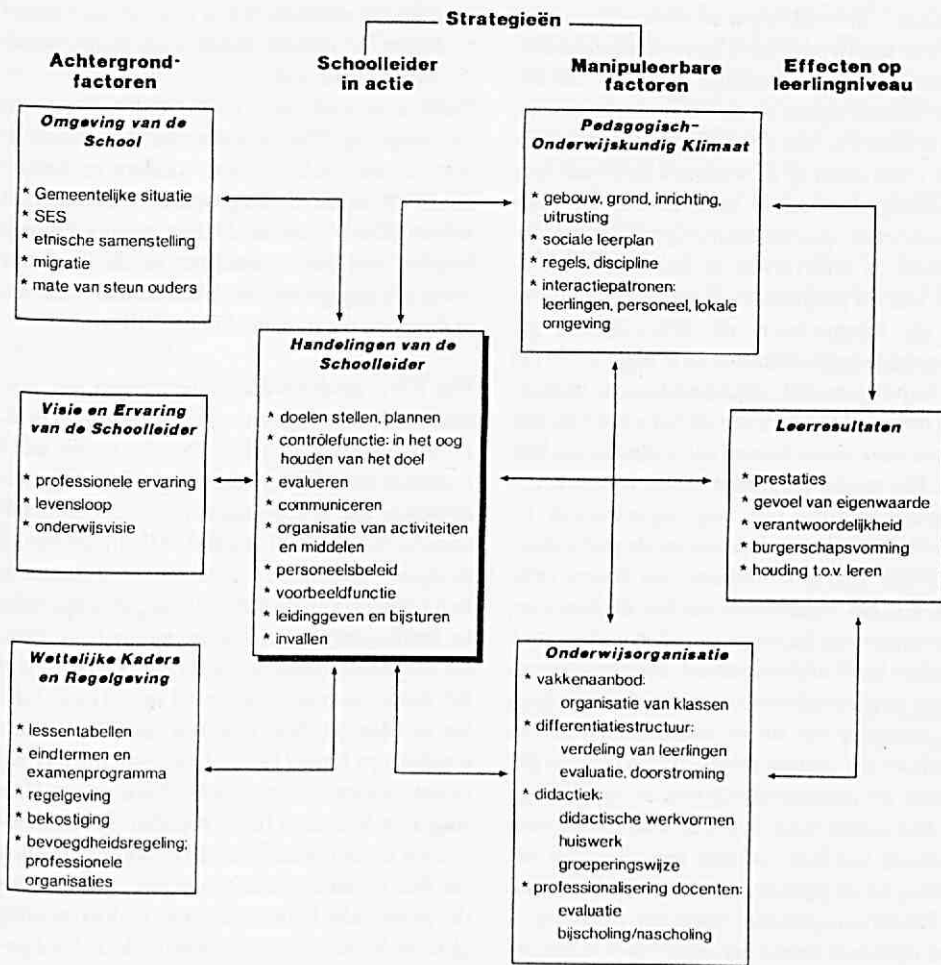 Strategieën
Achtergrond-
factoren
Schoolleider
in actie
Manipuleerbare
factoren
Effecten op
leerlingniveau
Omgeving van de
School
* Gemeentelijke situatie
* SES
* etnische samenstelling
* migratie
* mate van steun ouders
Visie en Ervaring
van de Schoolleider
* professionele ervaring
* levensloop
* onderwijsvisie
Wettelijke Kaders
en Regelgeving
* lessentabellen
* eindtermen en
examenprogramma
* regelgeving
* bekostiging
* bevoegdheidsregeling;
professionele
organisaties
Handelingen van de
Schoolleider
* doelen stellen, plannen
* contrôlefunctie: in het oog
houden van het doel
* evalueren
* communiceren
* organisatie van activiteiten
en middelen
* personeelsbeleid
* voorbeeldfunctie
* leidinggeven en bijsturen
* invallen
Pedagogisch-
Onderwijskundig Klimaat
* gebouw, grond, inrichting,
uitrusting
* sociale leerplan
* regels, discipline
* interactiepatronen:
leerlingen, personeel, lokale
omgeving
Onderwijsorganisatie
* vakkenaanbod:
organisatie van klassen
* differentiatiestructuur:
verdeling van leerlingen
evaluatie, doorstroming
* didactiek:
didactische werkvormen
huiswerk
groeperingswijze
* professionalisering docenten:
evaluatie
bijscholing/nascholing
Leerresultaten
* prestaties
* gevoel van eigenwaarde
* verantwoordelijkheid
* burgerschapsvorming
* houding t.o.v. leren